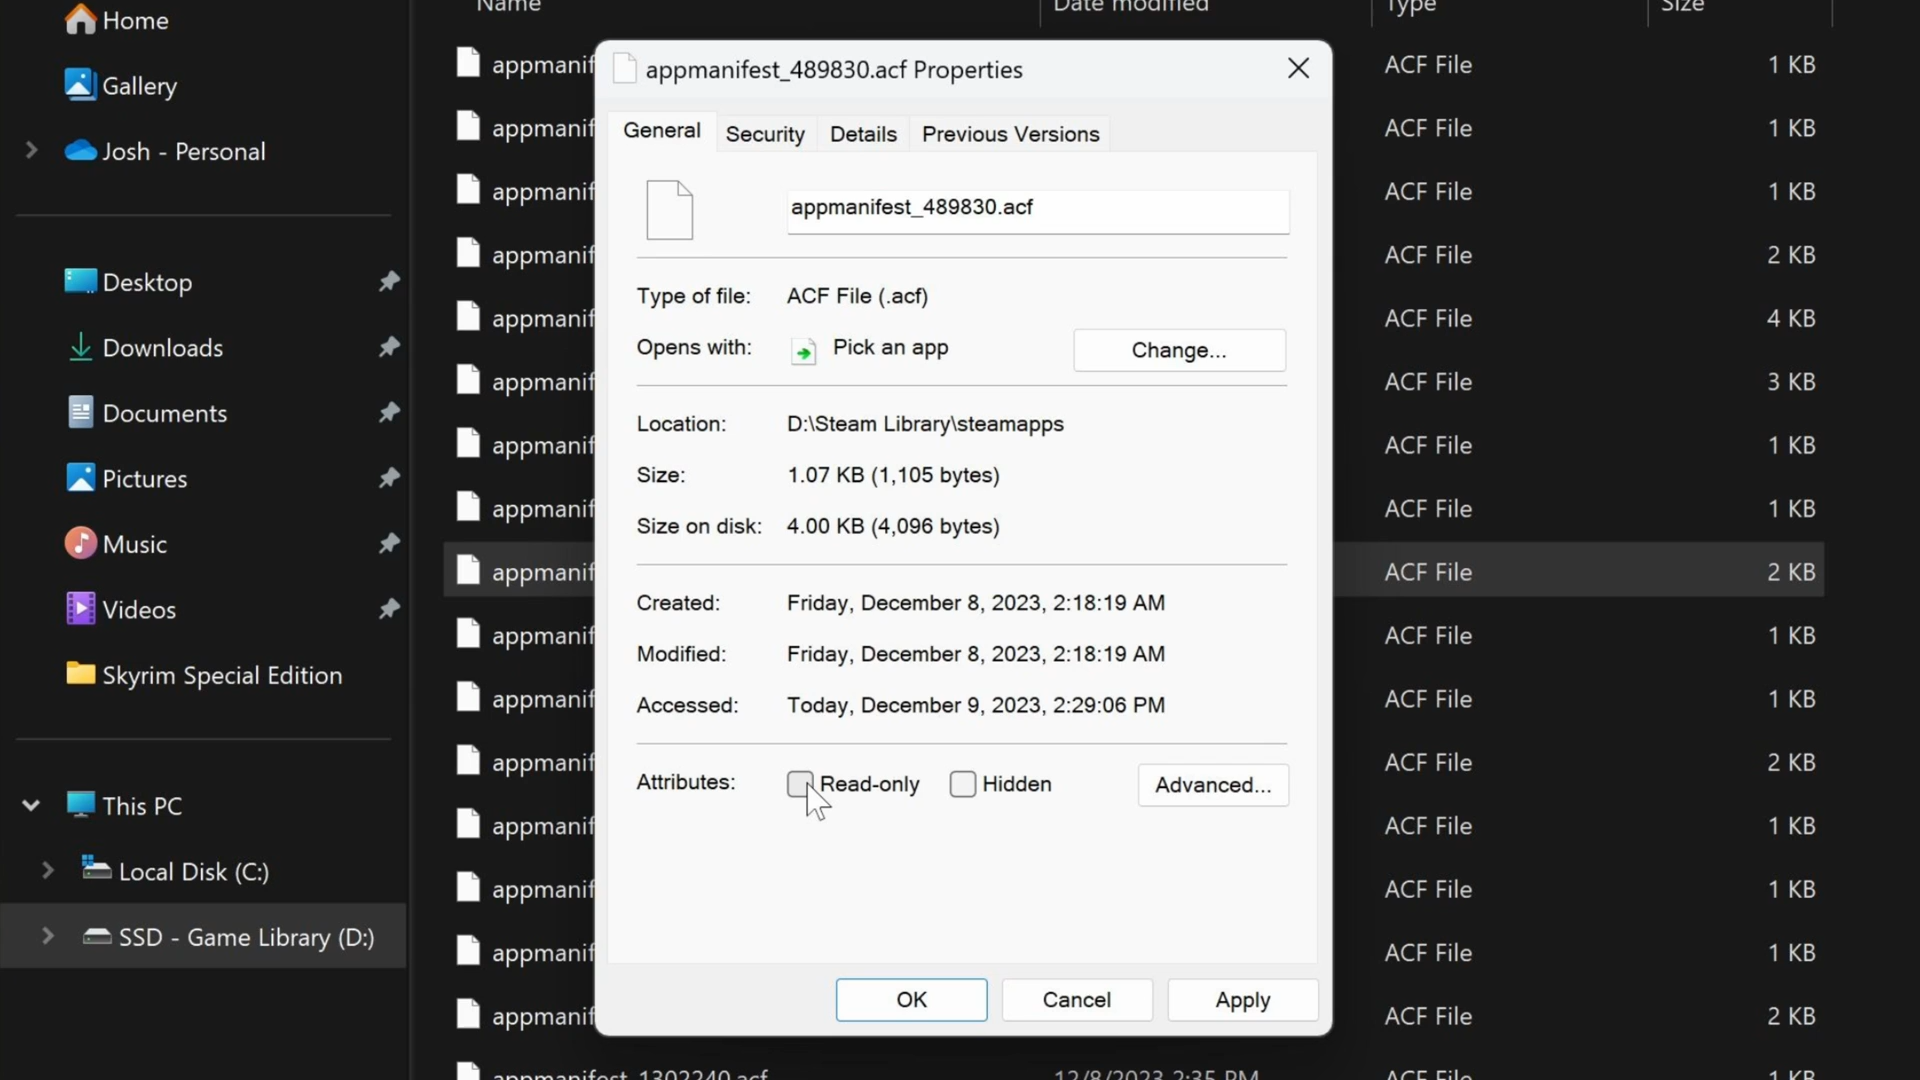 Name Date modified Type Size
Home
Gallery
Josh - Personal
Desktop
Downloads
Documents
Pictures
Music
Videos
Skyrim Special Edition
This PC
Local Disk (C:)
SSD - Game Library (D:)
appmanifest_489830.acf Properties
General Security Details Previous Versions
appmanifest_489830.acf
Type of file: ACF File (.acf)
Opens with: Pick an app Change...
Location: D:\Steam Library\steamapps
Size: 1.07 KB (1,105 bytes)
Size on disk: 4.00 KB (4,096 bytes)
Created: Friday, December 8, 2023, 2:18:19 AM
Modified: Friday, December 8, 2023, 2:18:19 AM
Accessed: Today, December 9, 2023, 2:29:06 PM
Attributes: Read-only Hidden Advanced...
OK Cancel Apply
appmanif ACF File 1 KB
appmanif ACF File 1 KB
appmanif ACF File 1 KB
appmanif ACF File 2 KB
appmanif ACF File 4 KB
appmanif ACF File 3 KB
appmanif ACF File 1 KB
appmanif ACF File 1 KB
appmanif ACF File 2 KB
appmanif ACF File 1 KB
appmanif ACF File 1 KB
appmanif ACF File 2 KB
appmanif ACF File 1 KB
appmanif ACF File 1 KB
appmanif ACF File 1 KB
appmanif ACF File 2 KB
appmanifest_1302240.acf 12/8/2023 2:35 PM ACF File 1 KB